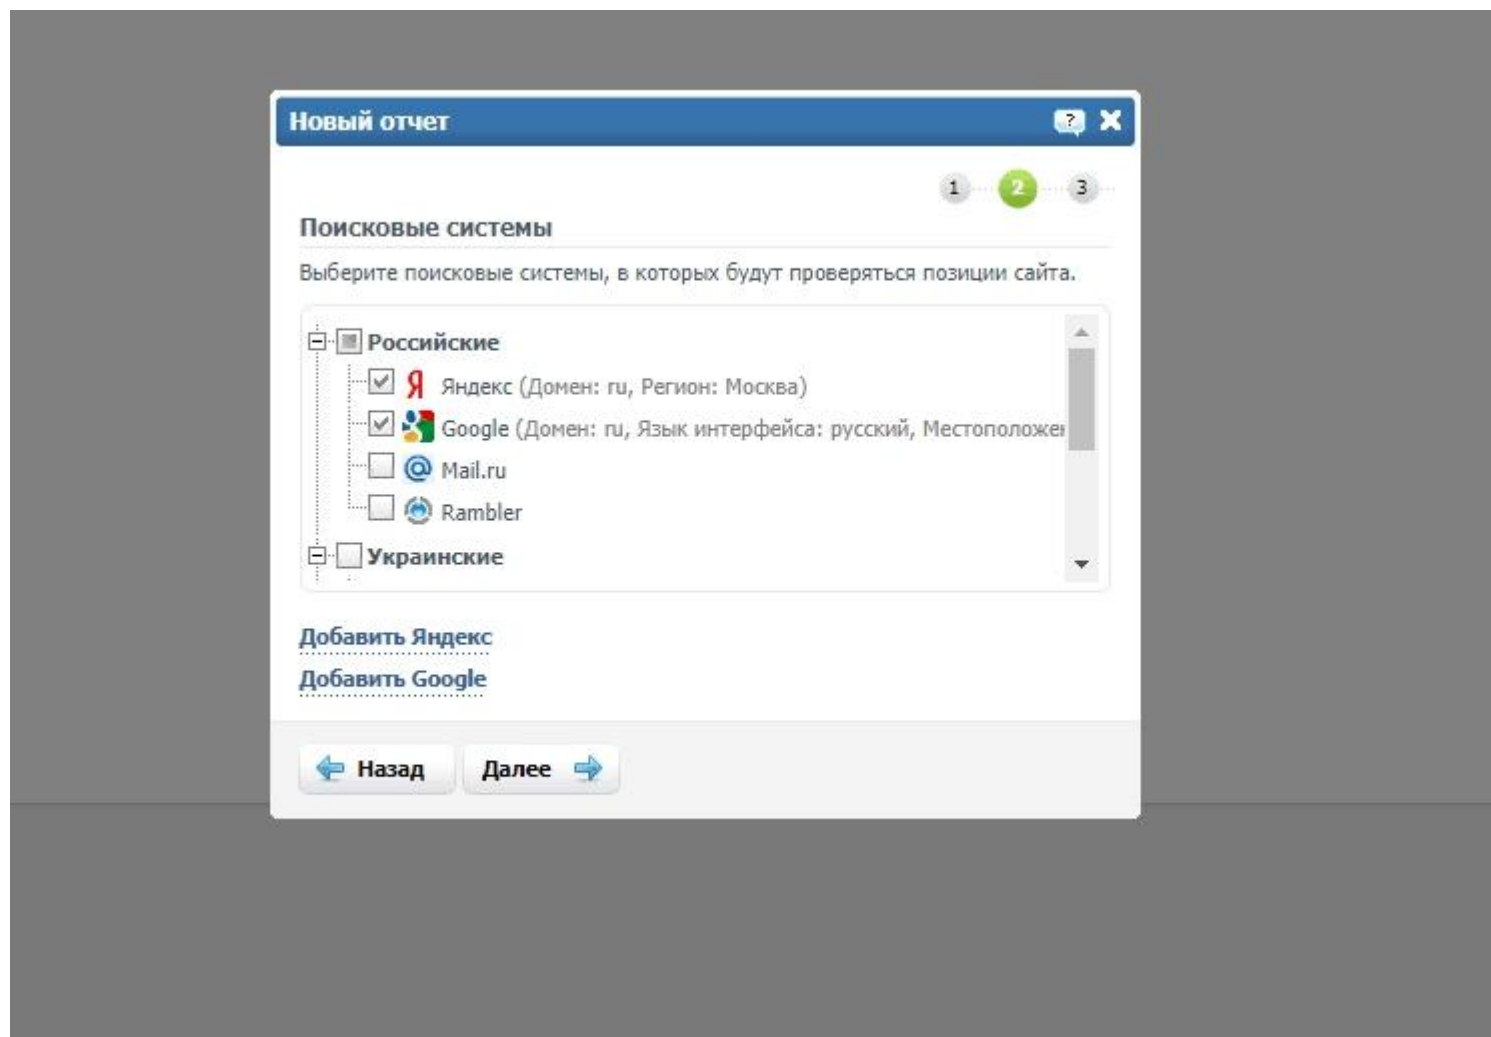 Новый отчет
?
1 2 3
Поисковые системы
Выберите поисковые системы, в которых будут проверяться позиции сайта.
Российские
Я Яндекс (Домен: ru, Регион: Москва)
Google (Домен: ru, Язык интерфейса: русский, Местоположен
@ Mail.ru
Rambler
Украинские
Добавить Яндекс
Добавить Google
Назад Далее